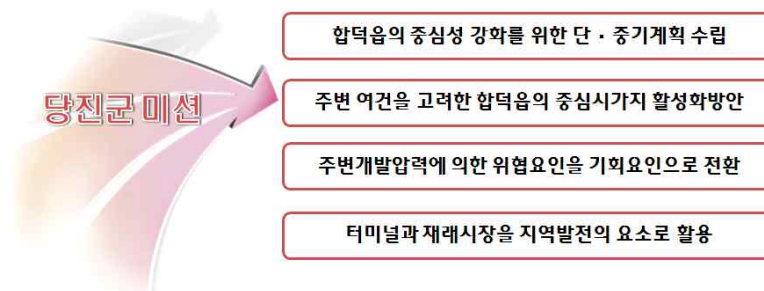 당진군 미션
합덕읍의 중심성 강화를 위한 단·중기계획 수립
주변 여건을 고려한 합덕읍의 중심시가지 활성화방안
주변개발압력에 의한 위협요인을 기회요인으로 전환
터미널과 재래시장을 지역발전의 요소로 활용